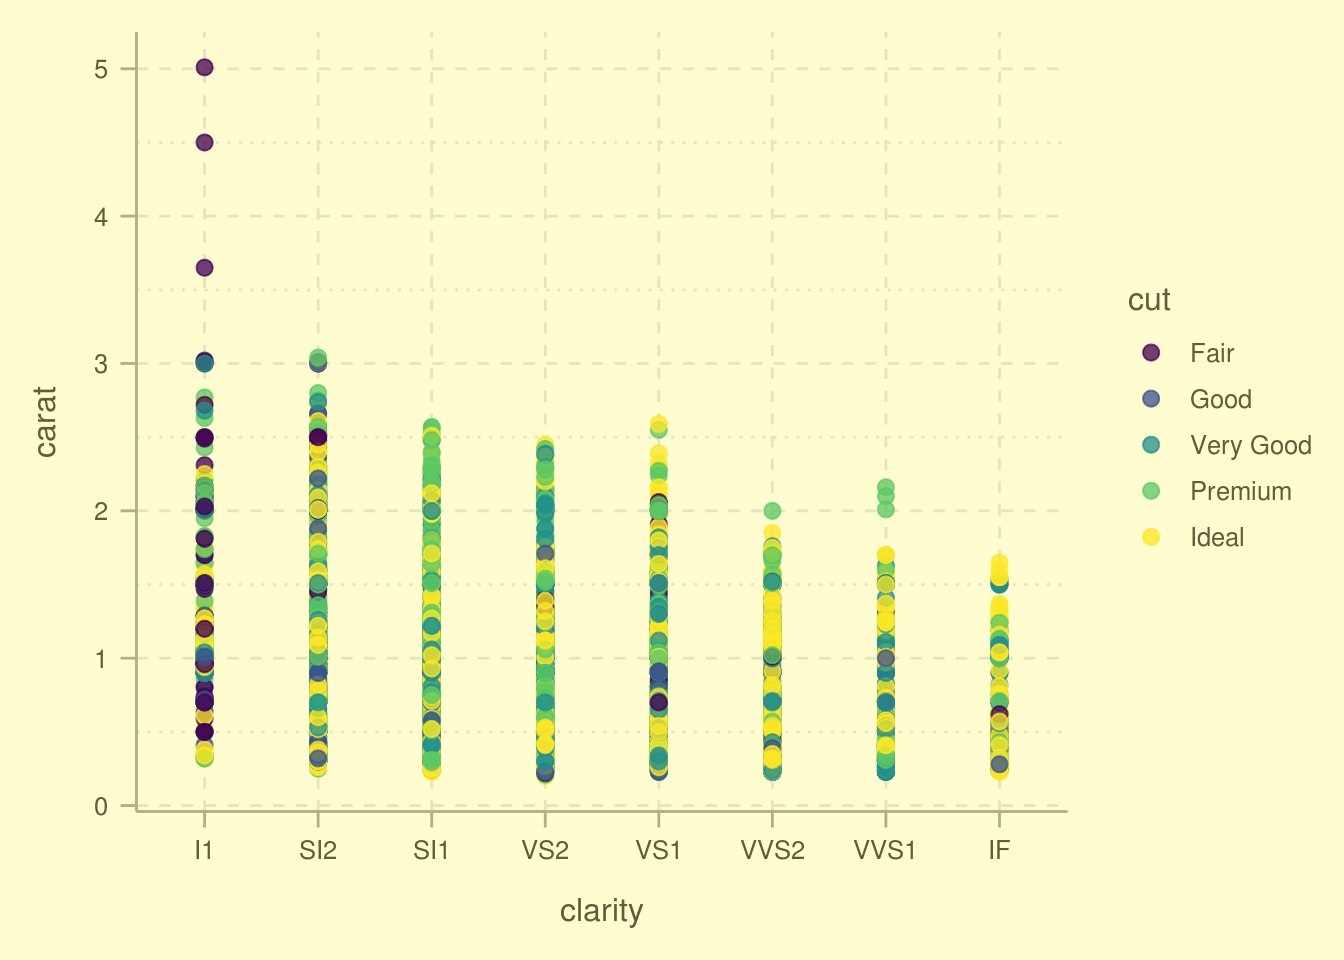 5
4
3
2
1
0
carat
I1 SI2 SI1 VS2 VS1 VVS2 VVS1 IF
clarity
cut
Fair
Good
Very Good
Premium
Ideal